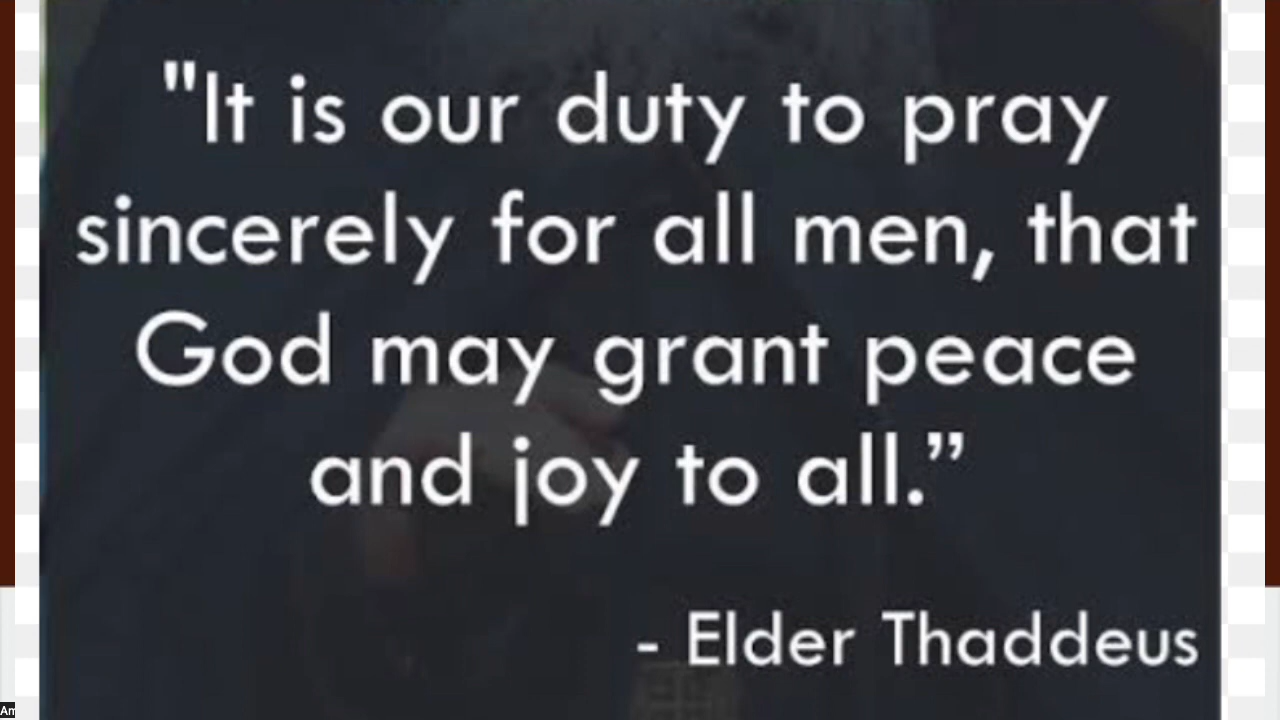 "It is our duty to pray
sincerely for all men, that
God may grant peace
and joy to all.”
- Elder Thaddeus